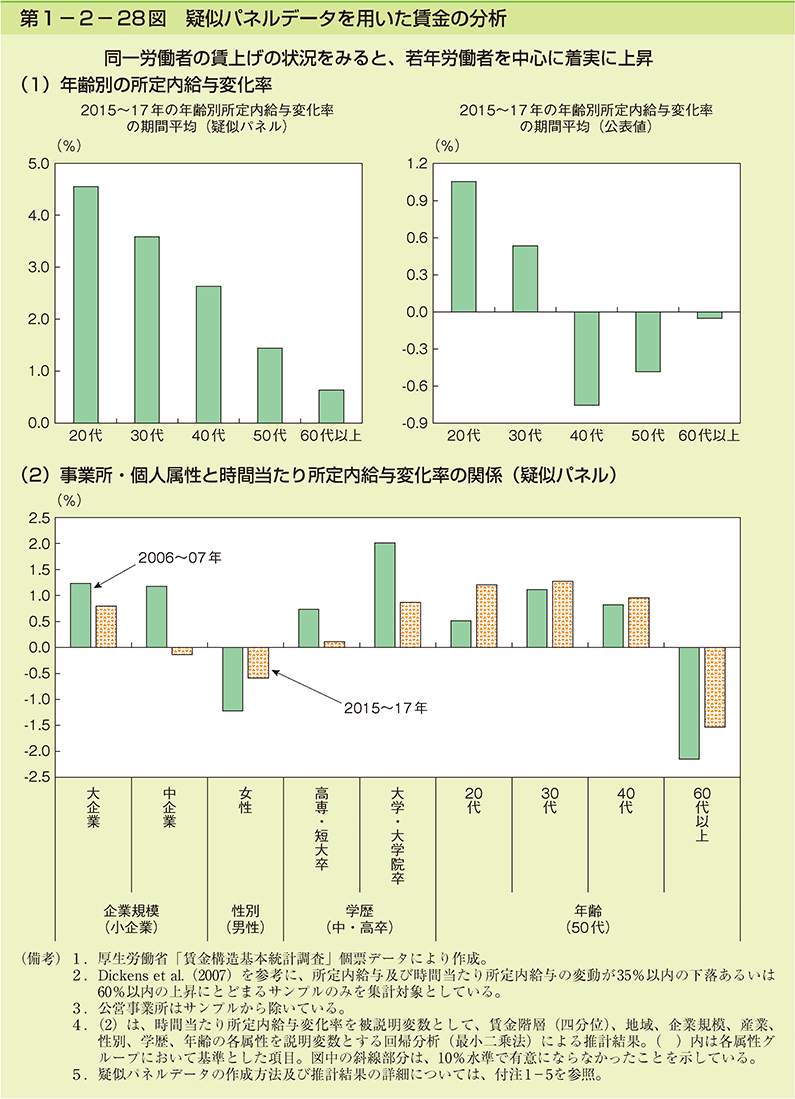 第1－2－28図　疑似パネルデータを用いた賃金の分析
同一労働者の賃上げの状況をみると、若年労働者を中心に着実に上昇
（1）年齢別の所定内給与変化率
2015～17年の年齢別所定内給与変化率
の期間平均（疑似パネル）
（%）
5.0
4.0
3.0
2.0
1.0
0.0
20代　30代　40代　50代　60代以上
2015～17年の年齢別所定内給与変化率
の期間平均（公表値）
（%）
1.2
0.9
0.6
0.3
0.0
-0.3
-0.6
-0.9
20代　30代　40代　50代　60代以上
（2）事業所・個人属性と時間当たり所定内給与変化率の関係（疑似パネル）
（%）
2.5
2.0
1.5
1.0
0.5
0.0
-0.5
-1.0
-1.5
-2.0
-2.5
2006～07年
2015～17年
大企業
中企業
女性
高専・短大卒
大学・大学院卒
20代
30代
40代
60代以上
企業規模
（小企業）
性別
（男性）
学歴
（中・高卒）
年齢
（50代）
（備考）1．厚生労働省「賃金構造基本統計調査」個票データにより作成。
2．Dickens et al.（2007）を参考に、所定内給与及び時間当たり所定内給与の変動が35％以内の下落あるいは
60％以内の上昇にとどまるサンプルのみを集計対象としている。
3．公営事業所はサンプルから除いている。
4．（2）は、時間当たり所定内給与変化率を被説明変数として、賃金階層（四分位）、地域、企業規模、産業、
性別、学歴、年齢の各属性を説明変数とする回帰分析（最小二乗法）による推計結果。（　）内は各属性グ
ループにおいて基準とした項目。図中の斜線部分は、10％水準で有意にならなかったことを示している。
5．疑似パネルデータの作成方法及び推計結果の詳細については、付注1－5を参照。